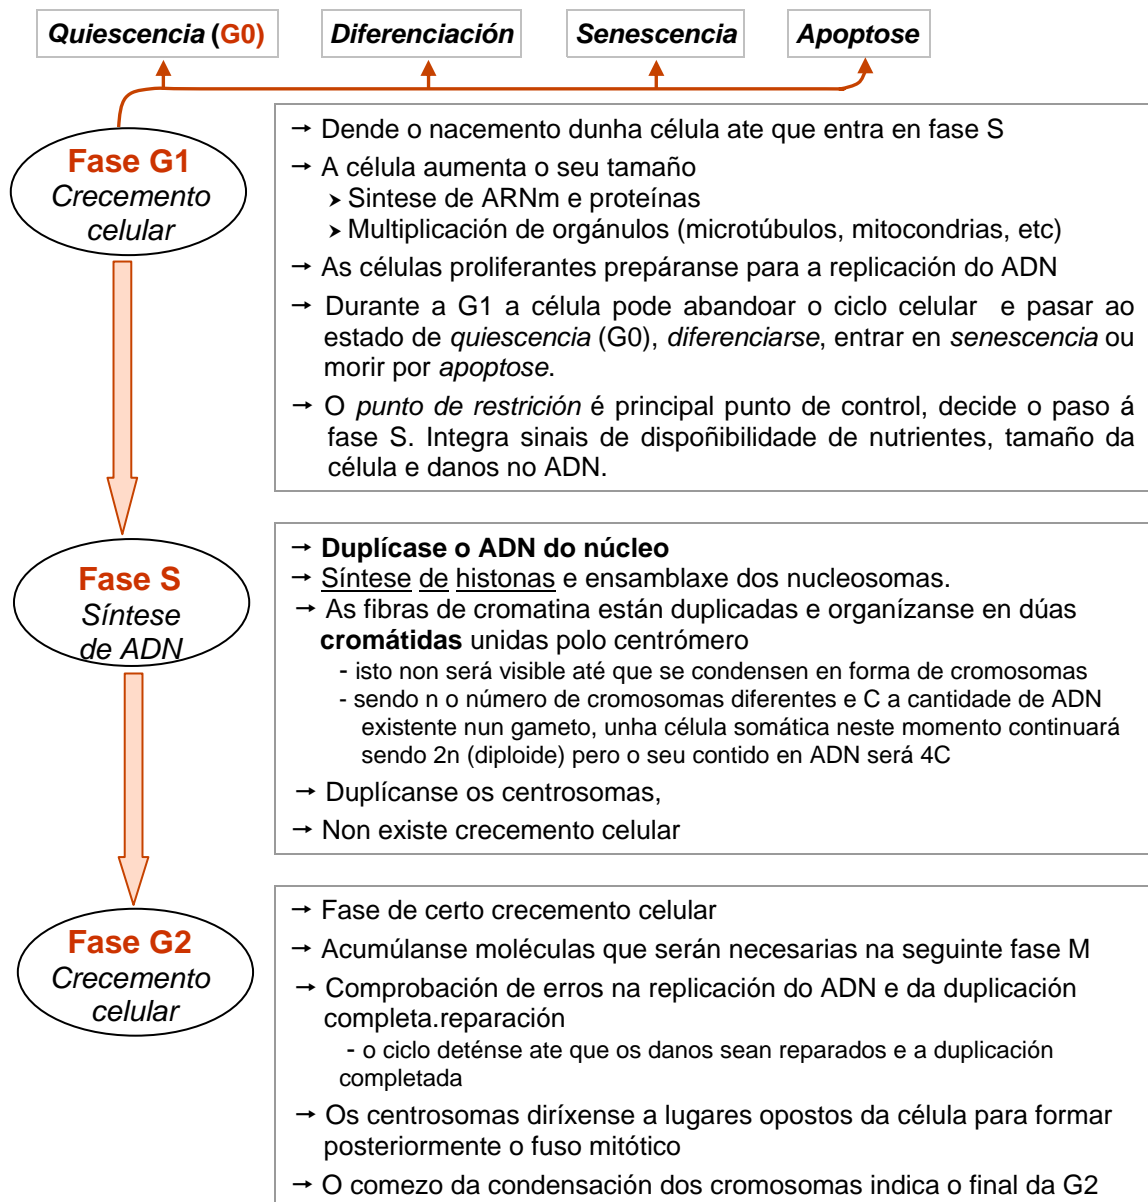 Quiescencia (G0)
Diferenciación
Senescencia
Apoptose
Fase G1
Crecemento
celular
→ Dende o nacemento dunha célula ate que entra en fase S
→ A célula aumenta o seu tamaño
➤ Sintese de ARNm e proteínas
➤ Multiplicación de orgánulos (microtúbulos, mitocondrias, etc)
→ As células proliferantes prepáranse para a replicación do ADN
→ Durante a G1 a célula pode abandoar o ciclo celular e pasar ao
estado de quiescencia (G0), diferenciarse, entrar en senescencia ou
morir por apoptose.
→ O punto de restrición é principal punto de control, decide o paso á
fase S. Integra sinais de dispoñibilidade de nutrientes, tamaño da
célula e danos no ADN.
Fase S
Síntese
de ADN
→ Duplícase o ADN do núcleo
→ Síntese de histonas e ensamblaxe dos nucleosomas.
→ As fibras de cromatina están duplicadas e organízanse en dúas
cromátidas unidas polo centrómero
- isto non será visible até que se condensen en forma de cromosomas
- sendo n o número de cromosomas diferentes e C a cantidade de ADN
existente nun gameto, unha célula somática neste momento continuará
sendo 2n (diploide) pero o seu contido en ADN será 4C
→ Duplícanse os centrosomas,
→ Non existe crecemento celular
Fase G2
Crecemento
celular
→ Fase de certo crecemento celular
→ Acumúlanse moléculas que serán necesarias na seguinte fase M
→ Comprobación de erros na replicación do ADN e da duplicación
completa.reparación
- o ciclo deténse ate que os danos sean reparados e a duplicación
completada
→ Os centrosomas diríxense a lugares opostos da célula para formar
posteriormente o fuso mitótico
→ O comezo da condensación dos cromosomas indica o final da G2